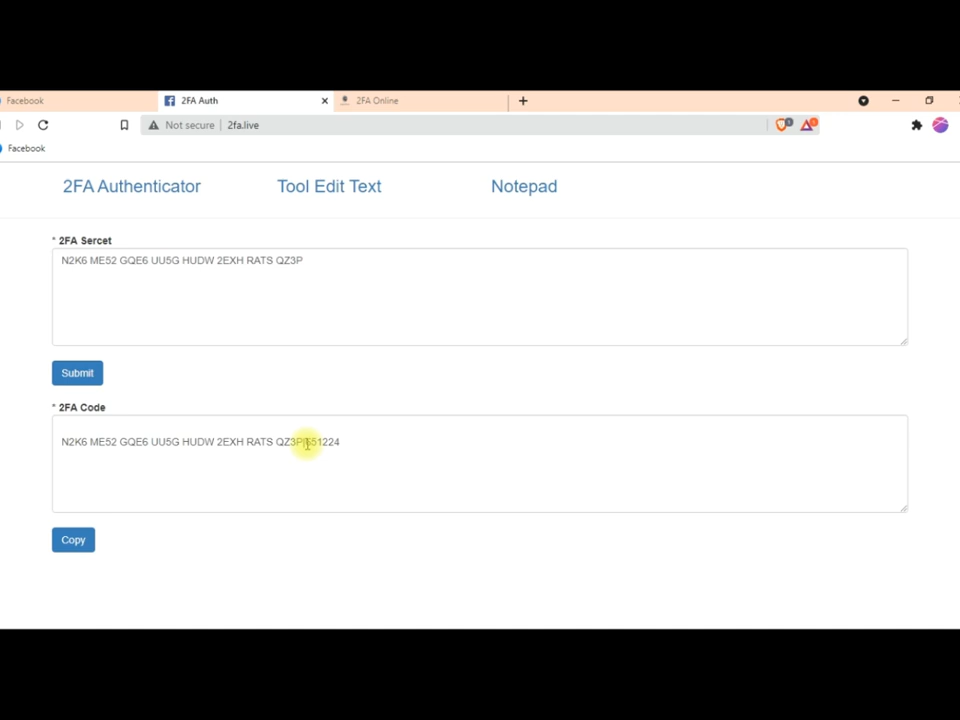 Facebook
2FA Auth
2FA Online
Not secure
2fa.live
Facebook
2FA Authenticator
Tool Edit Text
Notepad
* 2FA Sercet
N2K6 ME52 GQE6 UU5G HUDW 2EXH RATS QZ3P
Submit
* 2FA Code
N2K6 ME52 GQE6 UU5G HUDW 2EXH RATS
Copy